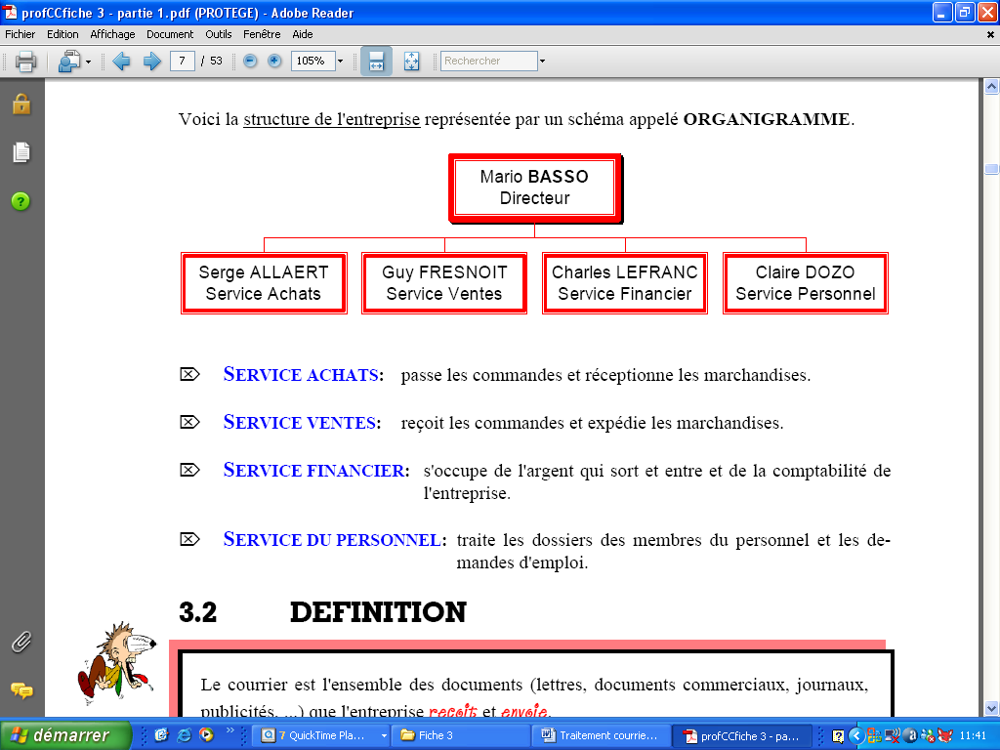 profCCfiche 3 - partie 1.pdf (PROTEGE) - Adobe Reader
Fichier Edition Affichage Document Outils Fenêtre Aide
7 / 53 105% Rechercher
Voici la structure de l'entreprise représentée par un schéma appelé ORGANIGRAMME.
Mario BASSO
Directeur
Serge ALLAERT
Service Achats
Guy FRESNOIT
Service Ventes
Charles LEFRANC
Service Financier
Claire DOZO
Service Personnel
SERVICE ACHATS: passe les commandes et réceptionne les marchandises.
SERVICE VENTES: reçoit les commandes et expédie les marchandises.
SERVICE FINANCIER: s'occupe de l'argent qui sort et entre et de la comptabilité de
l'entreprise.
SERVICE DU PERSONNEL: traite les dossiers des membres du personnel et les de-
mandes d'emploi.
3.2 DEFINITION
Le courrier est l'ensemble des documents (lettres, documents commerciaux, journaux,
publicités, ...) que l'entreprise reçoit et envoie.
démarrer 7 QuickTime Pla... Fiche 3 Traitement courrie... profCCfiche 3 - pa... 11:41